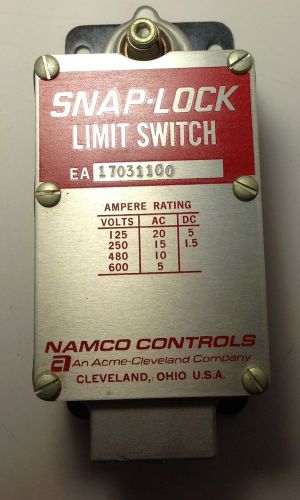 SNAP-LOCK
LIMIT SWITCH
EA 17031100
AMPERE RATING
VOLTS AC DC
125 20 5
250 15 1.5
480 10
600 5
NAMCO CONTROLS
a An Acme-Cleveland Company
CLEVELAND, OHIO U.S.A.